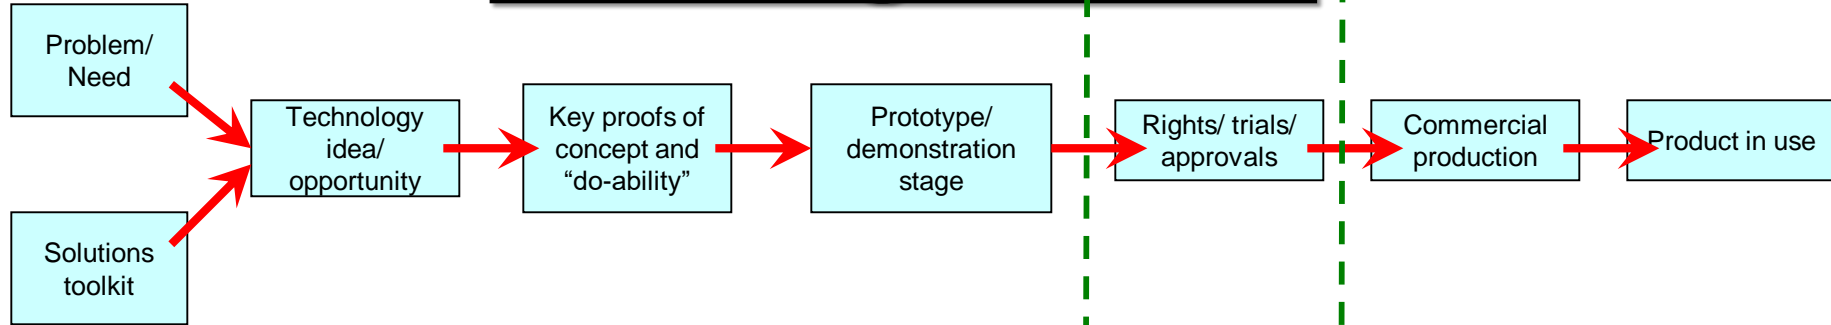 Problem/
Need
Solutions
toolkit
Technology
idea/
opportunity
Key proofs of
concept and
“do-ability”
Prototype/
demonstration
stage
Rights/ trials/
approvals
Commercial
production
Product in use